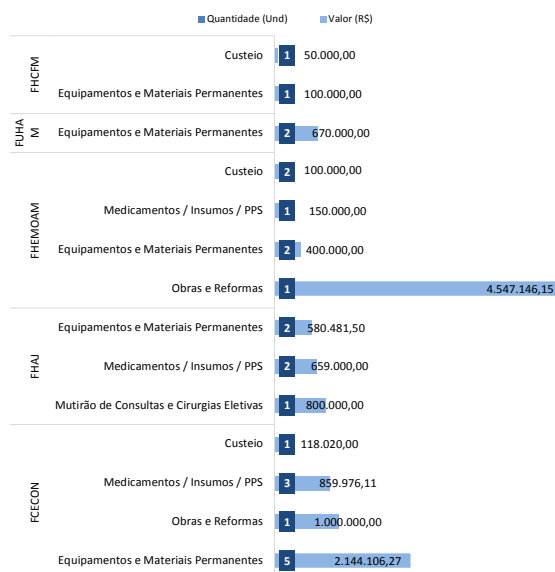 Quantidade (Und) Valor (R$)
FHCFM
Custeio 1 50.000,00
Equipamentos e Materiais Permanentes 1 100.000,00
FUHA
M
Equipamentos e Materiais Permanentes 2 670.000,00
FHEMOAM
Custeio 2 100.000,00
Medicamentos / Insumos / PPS 1 150.000,00
Equipamentos e Materiais Permanentes 2 400.000,00
Obras e Reformas 1 4.547.146,15
FHAJ
Equipamentos e Materiais Permanentes 2 580.481,50
Medicamentos / Insumos / PPS 2 659.000,00
Mutirão de Consultas e Cirurgias Eletivas 1 800.000,00
FCECON
Custeio 1 118.020,00
Medicamentos / Insumos / PPS 3 859.976,11
Obras e Reformas 1 1.000.000,00
Equipamentos e Materiais Permanentes 5 2.144.106,27